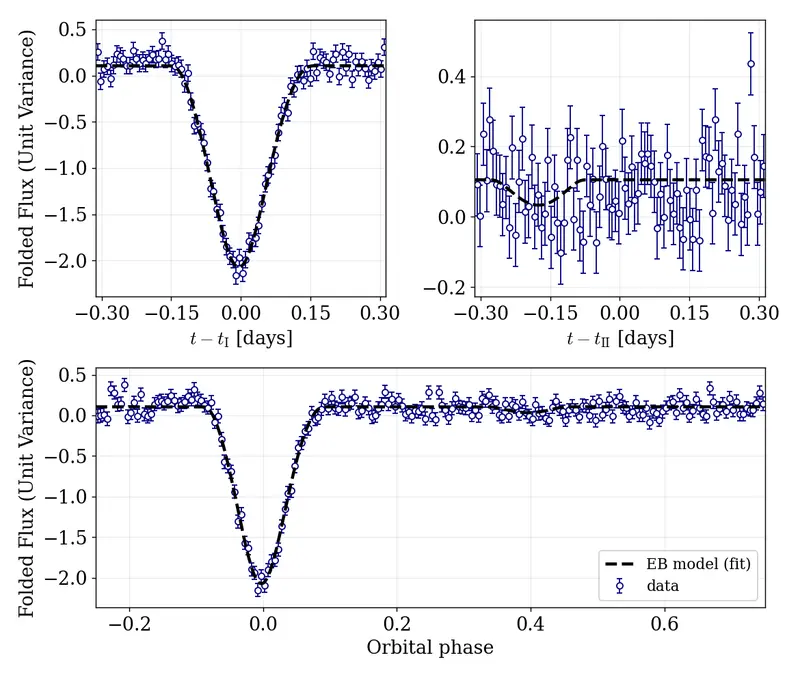 Folded Flux (Unit Variance)
0.5
0.0
−0.5
−1.0
−1.5
−2.0
−0.30 −0.15 0.00 0.15 0.30
t − tI [days]
0.4
0.2
0.0
−0.2
−0.30 −0.15 0.00 0.15 0.30
t − tII [days]
Folded Flux (Unit Variance)
0.5
0.0
−0.5
−1.0
−1.5
−2.0
−0.2 0.0 0.2 0.4 0.6
Orbital phase
EB model (fit)
data